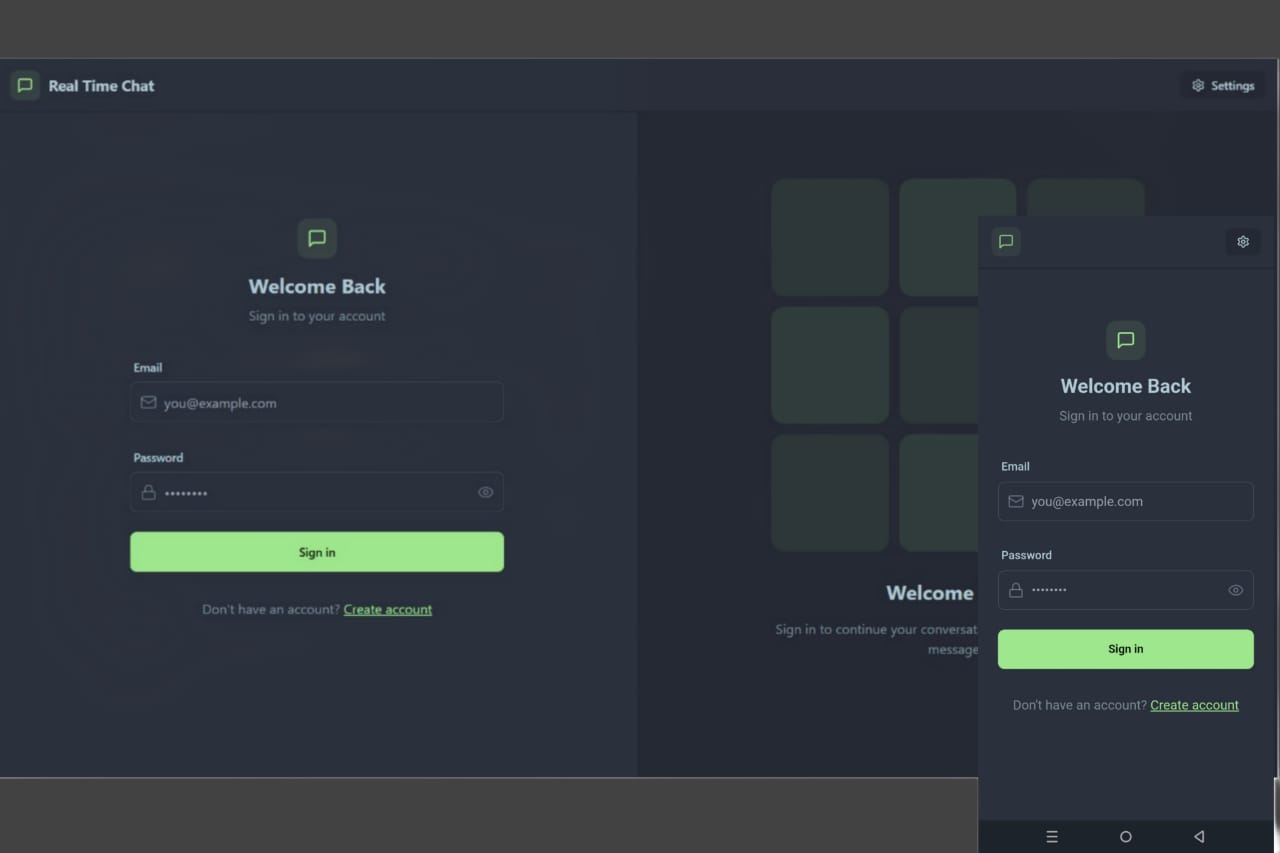 Real Time Chat
Settings
Welcome Back
Sign in to your account
Email
you@example.com
Password
••••••••
Sign in
Don't have an account? Create account
Welcome
Sign in to continue your conversat
message
Welcome Back
Sign in to your account
Email
you@example.com
Password
••••••••
Sign in
Don't have an account? Create account